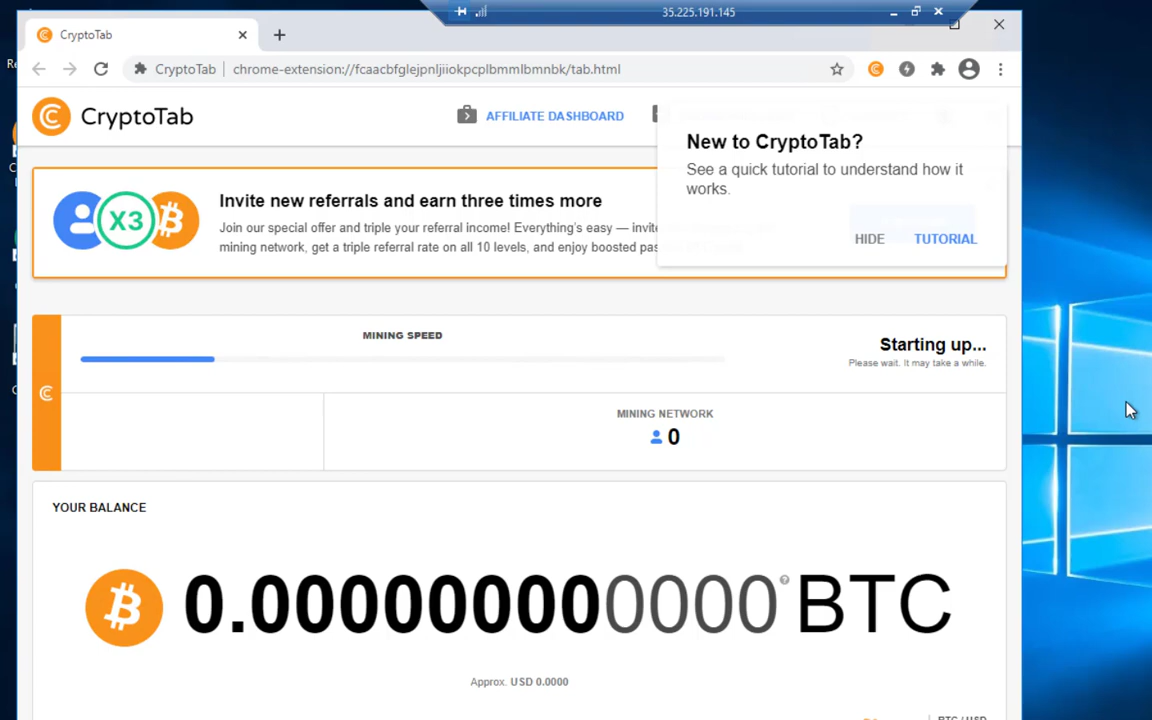 35.225.191.145
CryptoTab
CryptoTab
chrome-extension://fcaacbfglejpnljiiokpcplbmmlbmnbk/tab.html
CryptoTab
AFFILIATE DASHBOARD
New to CryptoTab?
See a quick tutorial to understand how it
works.
HIDE
TUTORIAL
Invite new referrals and earn three times more
Join our special offer and triple your referral income! Everything's easy — invite
mining network, get a triple referral rate on all 10 levels, and enjoy boosted
MINING SPEED
Starting up...
Please wait. It may take a while.
MINING NETWORK
0
YOUR BALANCE
0.000000000000 BTC
Approx. USD 0.0000
BTC / USD